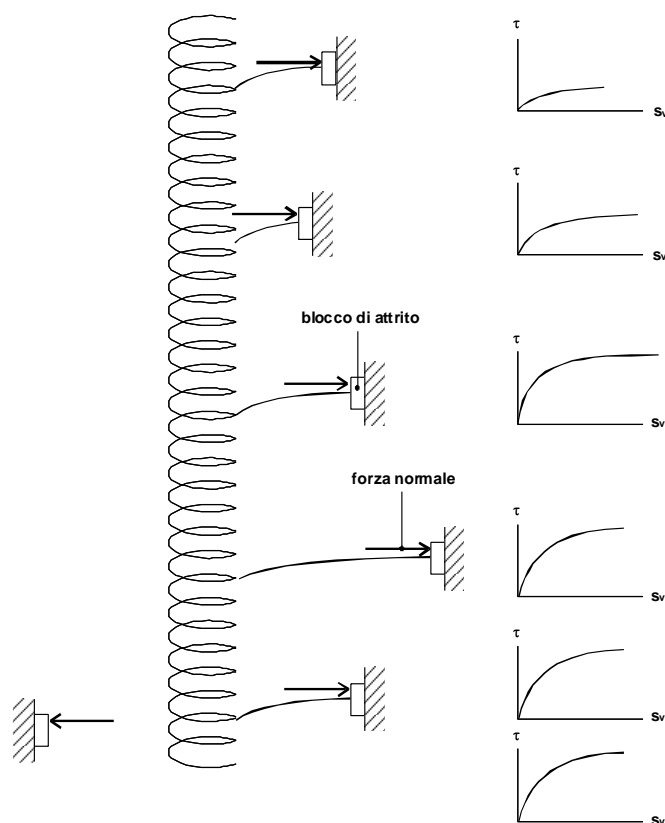 τ
Sv
τ
Sv
blocco di attrito
τ
Sv
forza normale
τ
Sv
τ
Sv
τ
Sv